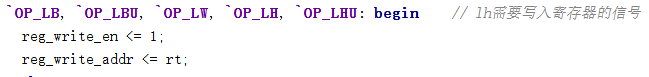 `OP_LB, `OP_LBU, `OP_LW, `OP_LH, `OP_LHU: begin // lh需要写入寄存器的信号
reg_write_en <= 1;
reg_write_addr <= rt;